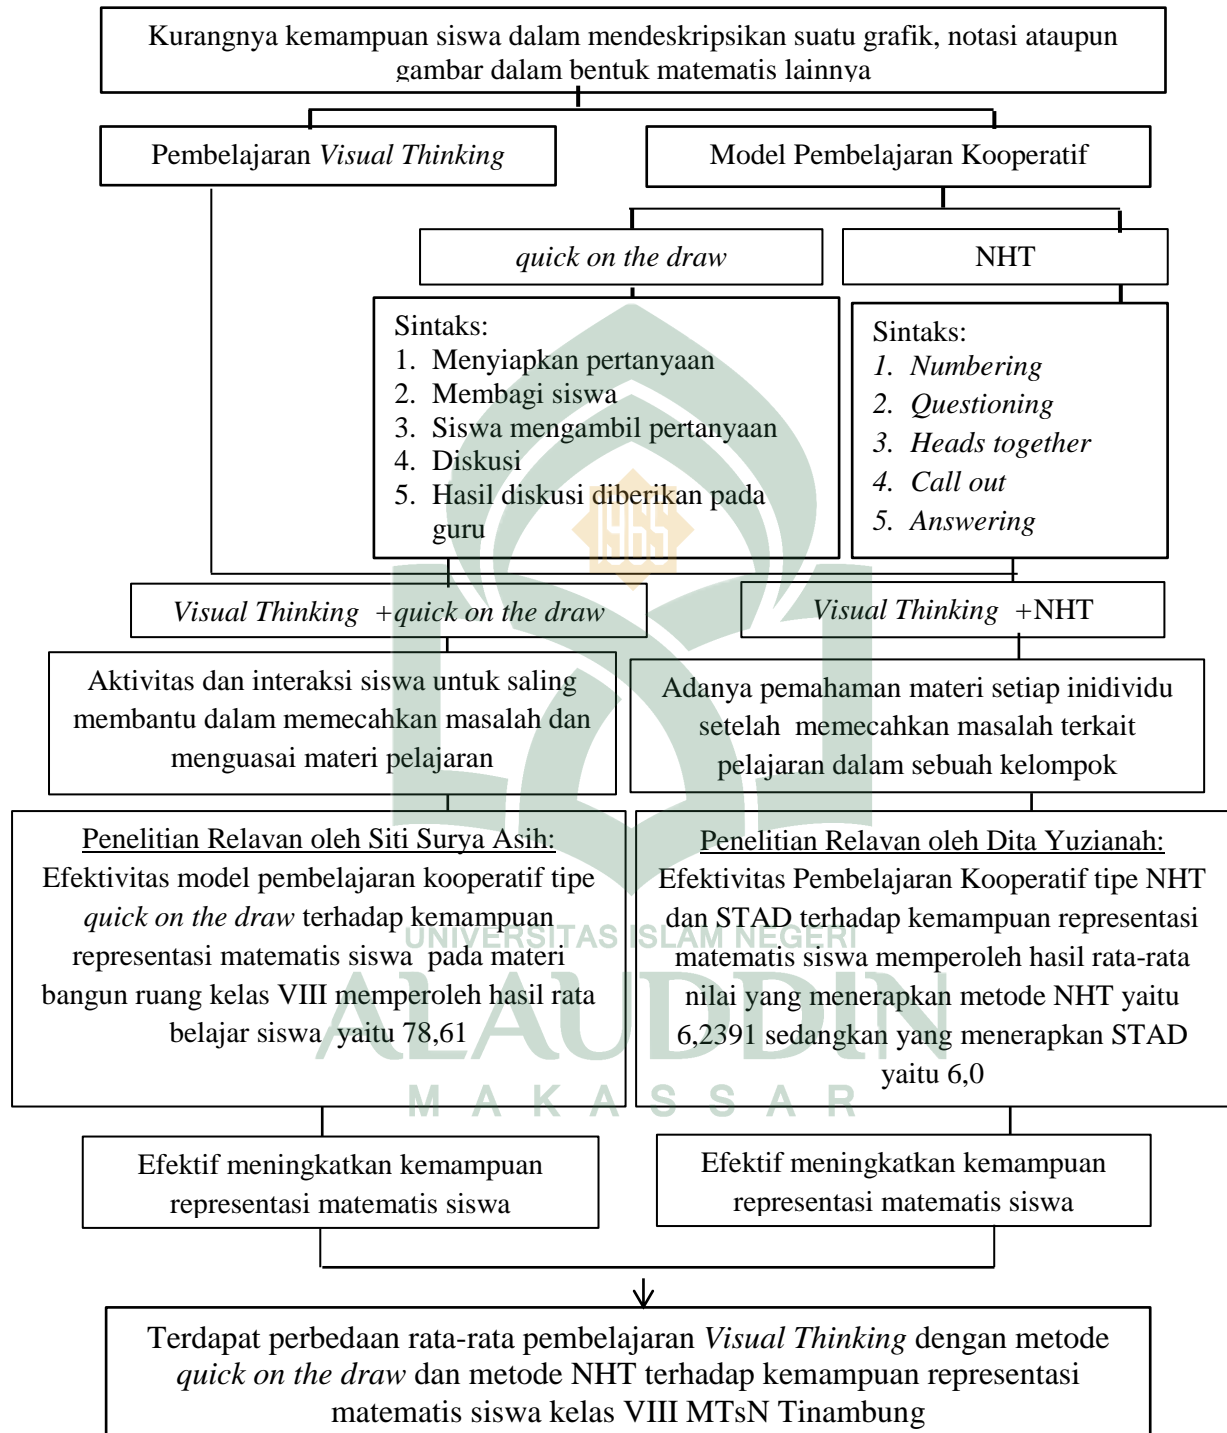 Kurangnya kemampuan siswa dalam mendeskripsikan suatu grafik, notasi ataupun
gambar dalam bentuk matematis lainnya
Pembelajaran Visual Thinking
Model Pembelajaran Kooperatif
quick on the draw
NHT
Sintaks:
1. Menyiapkan pertanyaan
2. Membagi siswa
3. Siswa mengambil pertanyaan
4. Diskusi
5. Hasil diskusi diberikan pada
guru
Sintaks:
1. Numbering
2. Questioning
3. Heads together
4. Call out
5. Answering
1965
Visual Thinking +quick on the draw
Visual Thinking +NHT
Aktivitas dan interaksi siswa untuk saling
membantu dalam memecahkan masalah dan
menguasai materi pelajaran
Adanya pemahaman materi setiap inidividu
setelah memecahkan masalah terkait
pelajaran dalam sebuah kelompok
Penelitian Relavan oleh Siti Surya Asih:
Efektivitas model pembelajaran kooperatif tipe
quick on the draw terhadap kemampuan
representasi matematis siswa pada materi
bangun ruang kelas VIII memperoleh hasil rata
belajar siswa yaitu 78,61
Penelitian Relavan oleh Dita Yuzianah:
Efektivitas Pembelajaran Kooperatif tipe NHT
dan STAD terhadap kemampuan representasi
matematis siswa memperoleh hasil rata-rata
nilai yang menerapkan metode NHT yaitu
6,2391 sedangkan yang menerapkan STAD
yaitu 6,0
UNIVERSITAS ISLAM NEGERI
ALAUDDIN
MAKASSAR
Efektif meningkatkan kemampuan
representasi matematis siswa
Efektif meningkatkan kemampuan
representasi matematis siswa
Terdapat perbedaan rata-rata pembelajaran Visual Thinking dengan metode
quick on the draw dan metode NHT terhadap kemampuan representasi
matematis siswa kelas VIII MTsN Tinambung